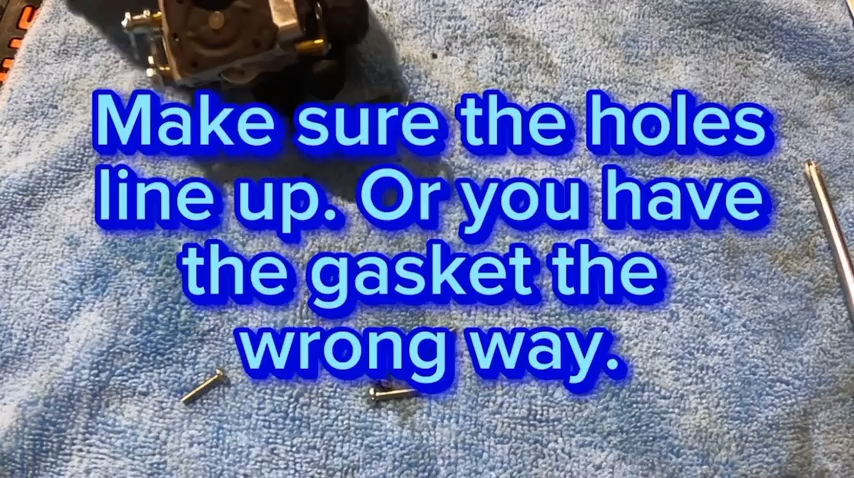 Make sure the holes
line up. Or you have
the gasket the
wrong way.